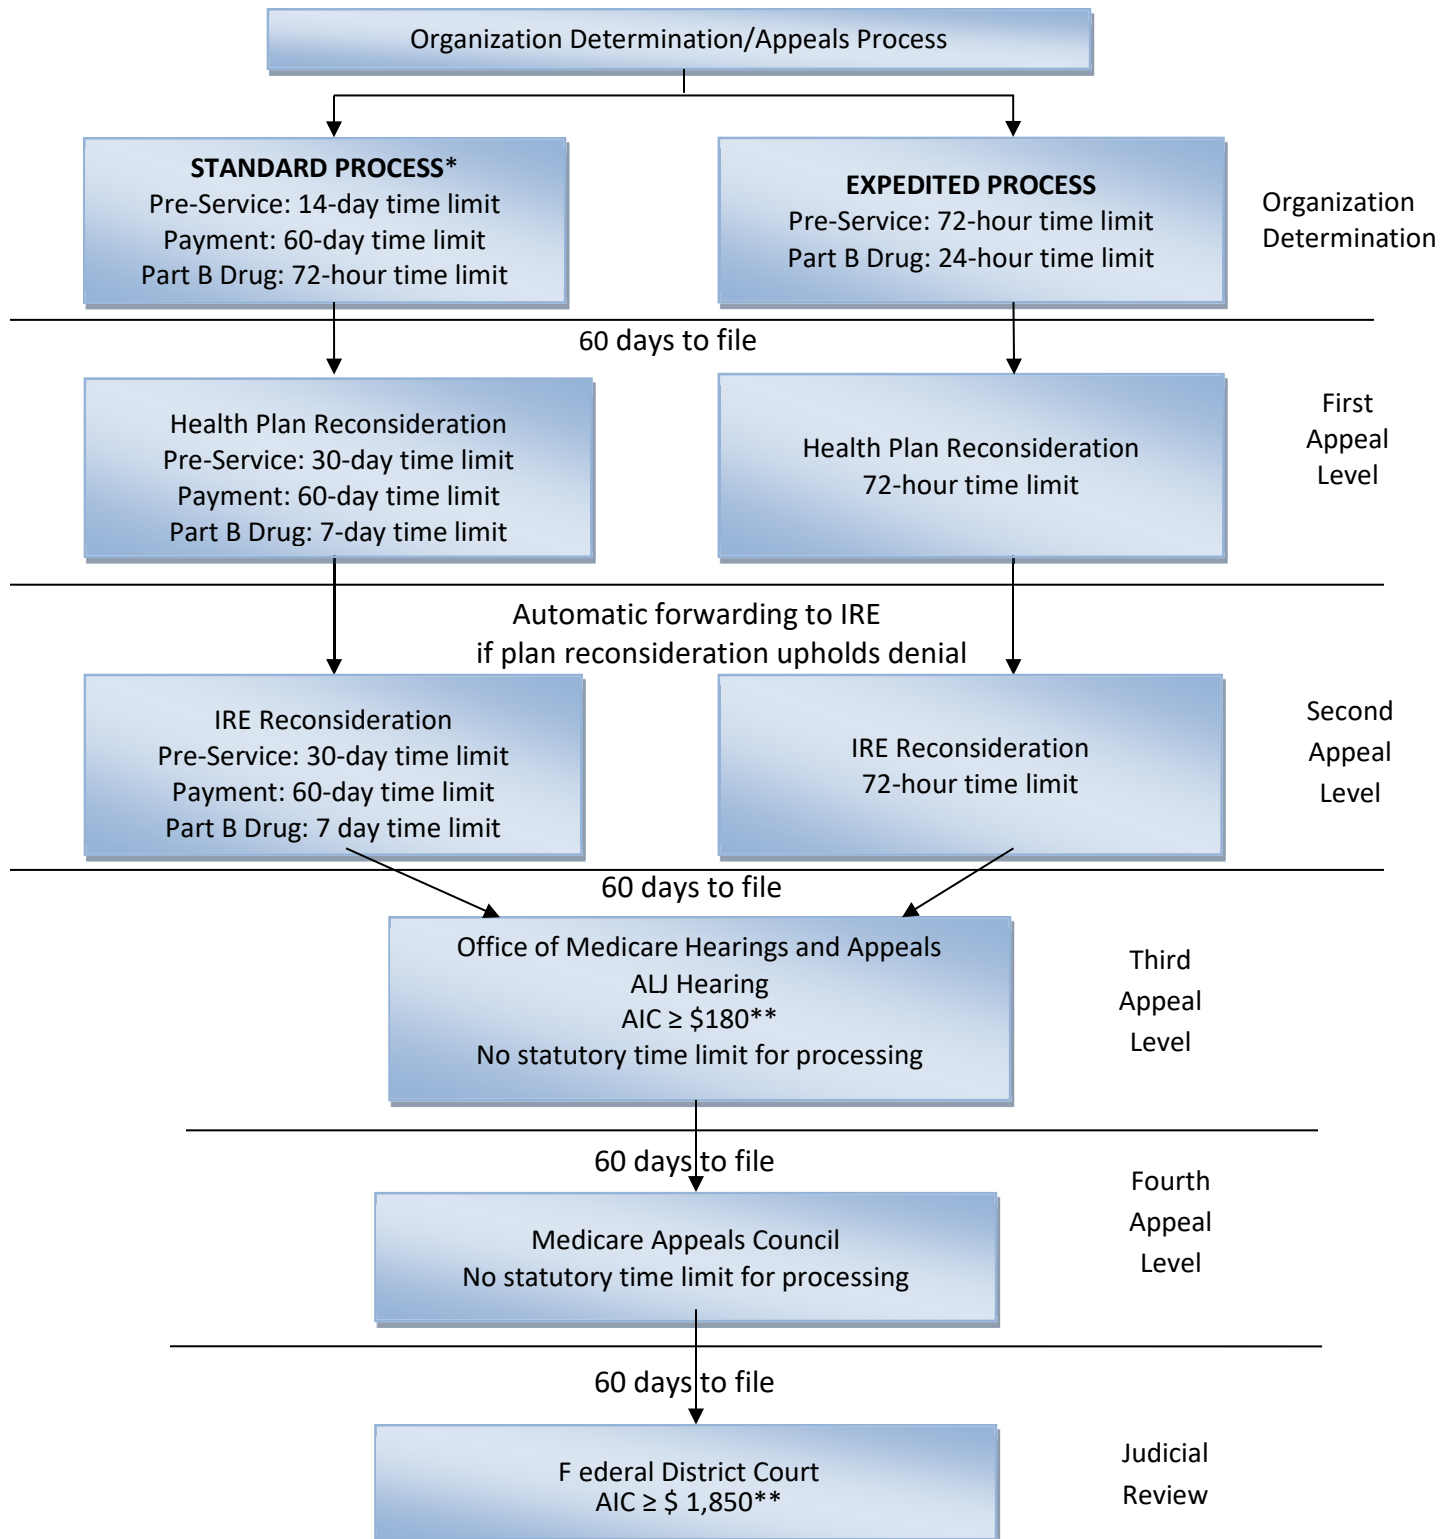 Organization Determination/Appeals Process
STANDARD PROCESS*
Pre-Service: 14-day time limit
Payment: 60-day time limit
Part B Drug: 72-hour time limit
EXPEDITED PROCESS
Pre-Service: 72-hour time limit
Part B Drug: 24-hour time limit
Organization
Determination
60 days to file
Health Plan Reconsideration
Pre-Service: 30-day time limit
Payment: 60-day time limit
Part B Drug: 7-day time limit
Health Plan Reconsideration
72-hour time limit
First
Appeal
Level
Automatic forwarding to IRE
if plan reconsideration upholds denial
IRE Reconsideration
Pre-Service: 30-day time limit
Payment: 60-day time limit
Part B Drug: 7 day time limit
IRE Reconsideration
72-hour time limit
Second
Appeal
Level
60 days to file
Office of Medicare Hearings and Appeals
ALJ Hearing
AIC ≥ $180**
No statutory time limit for processing
Third
Appeal
Level
60 days to file
Medicare Appeals Council
No statutory time limit for processing
Fourth
Appeal
Level
60 days to file
F ederal District Court
AIC ≥ $ 1,850**
Judicial
Review